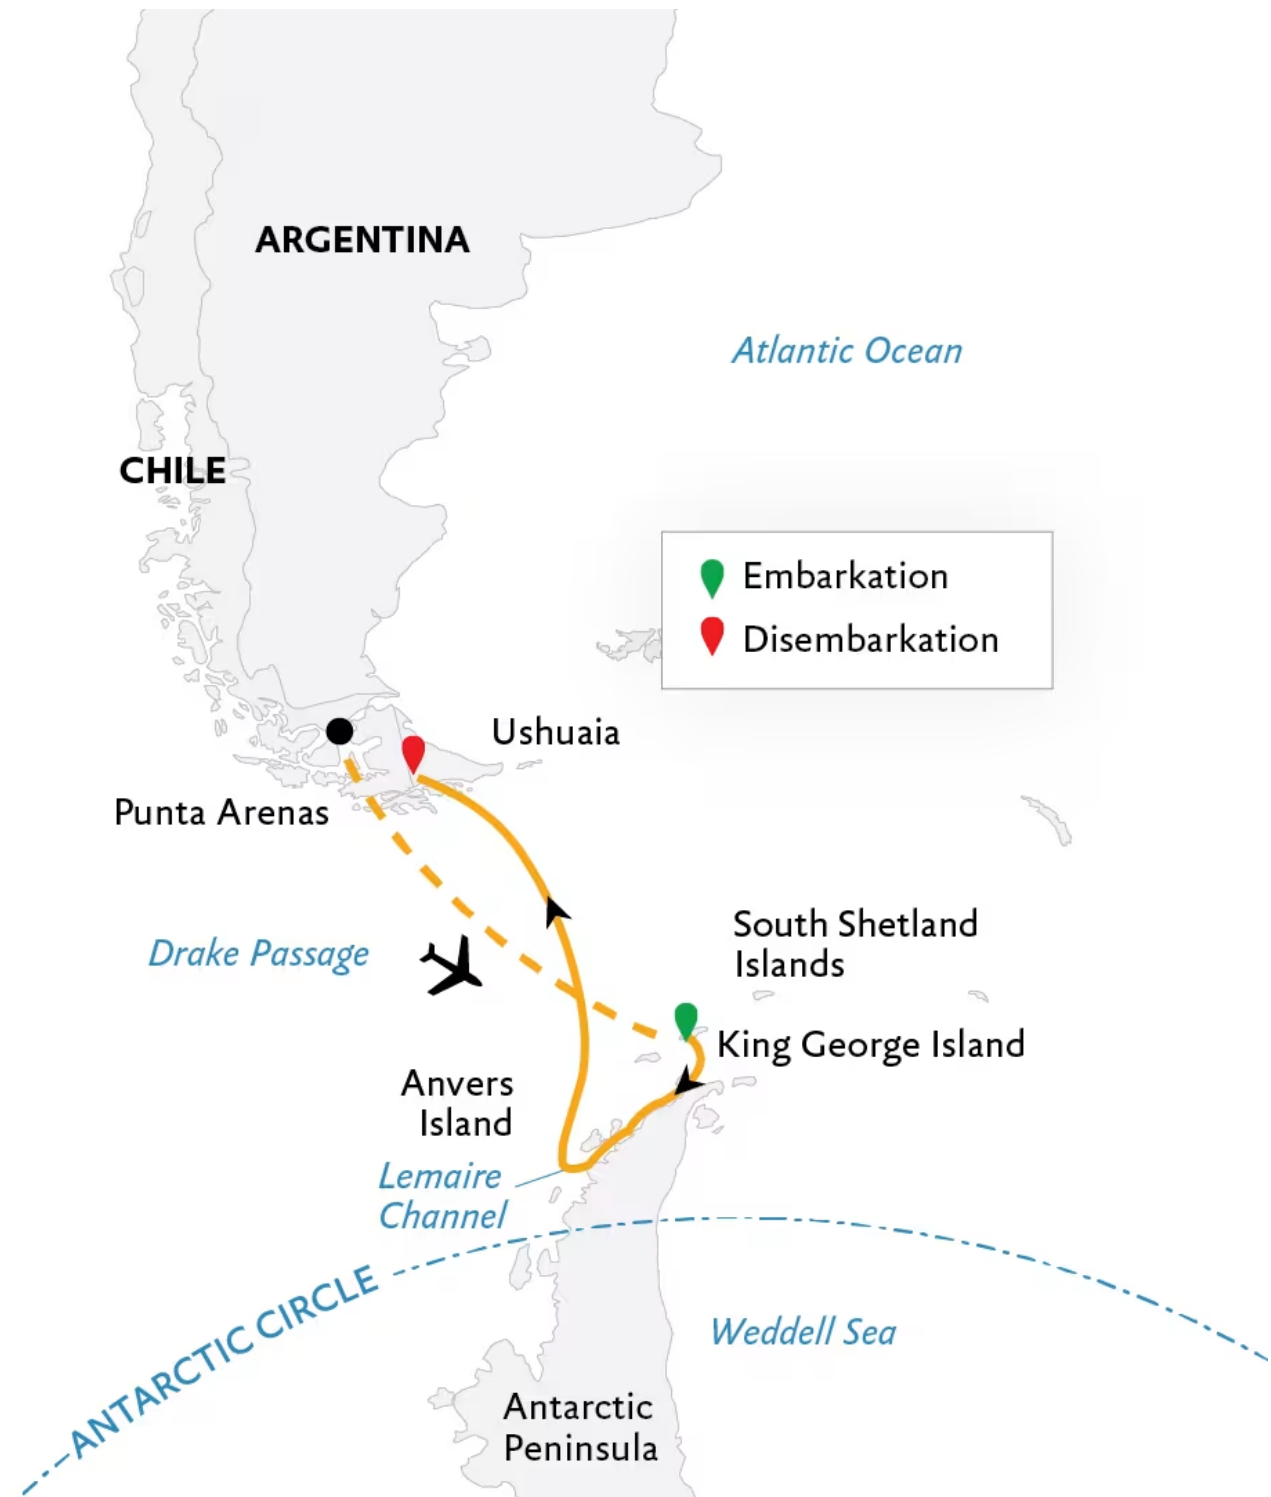 ARGENTINA
Atlantic Ocean
CHILE
Embarkation
Disembarkation
Ushuaia
Punta Arenas
South Shetland
Islands
Drake Passage
King George Island
Anvers
Island
Lemaire
Channel
ANTARCTIC CIRCLE
Weddell Sea
Antarctic
Peninsula